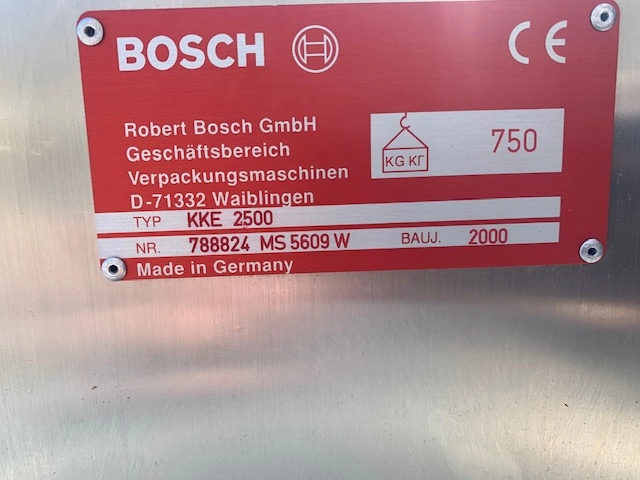 BOSCH
CE
Robert Bosch GmbH
Geschäftsbereich
Verpackungsmaschinen
D-71332 Waiblingen
KG КГ
750
TYP KKE 2500
NR. 788824 MS 5609 W BAUJ. 2000
Made in Germany